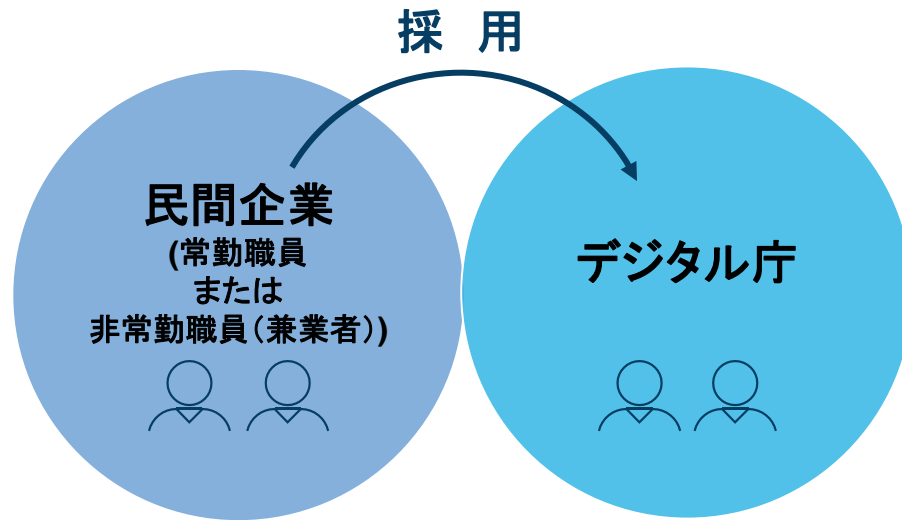 採 用
民間企業
(常勤職員
または
非常勤職員（兼業者）)
デジタル庁